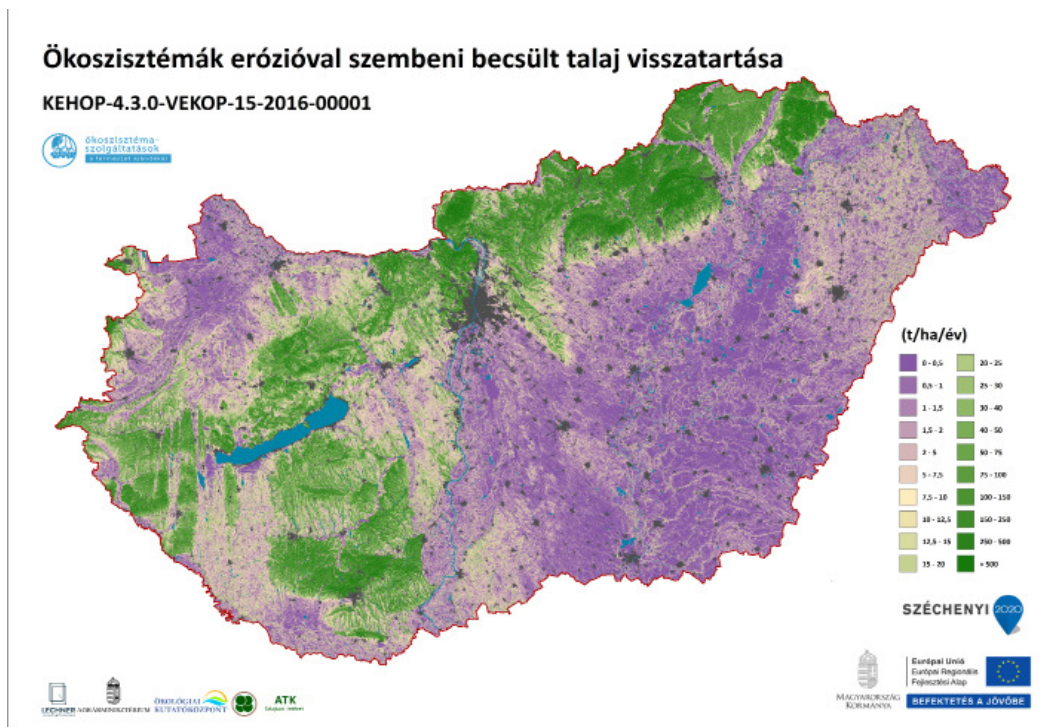 Ökoszisztémák erózióval szembeni becsült talaj visszatartása
KEHOP-4.3.0-VEKOP-15-2016-00001
ökoszisztéma-
szolgáltatások
a természet ajándékai
(t/ha/év)
0 - 0,5
0,5 - 1
1 - 1,5
1,5 - 2
2 - 5
5 - 7,5
7,5 - 10
10 - 12,5
12,5 - 15
15 - 20
20 - 25
25 - 30
30 - 40
40 - 50
50 - 75
75 - 100
100 - 150
150 - 250
250 - 500
> 500
SZÉCHENYI 2020
LECHNER
AGRÁRMINISZTÉRIUM
ÖKOLÓGIAI
KUTATÓKÖZPONT
ATK
MAGYARORSZÁG
KORMÁNYA
Európai Unió
Európai Regionális
Fejlesztési Alap
BEFEKTETÉS A JÖVŐBE